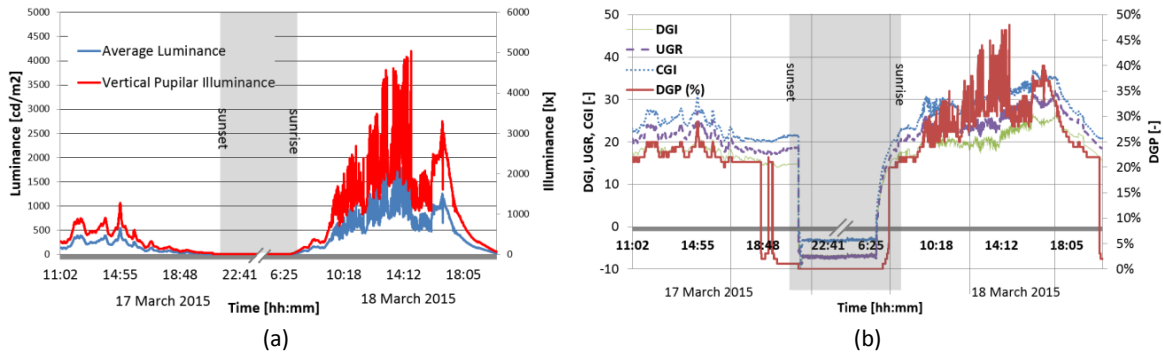 5000
4500
4000
3500
3000
2500
2000
1500
1000
500
0
Luminance [cd/m2]
Average Luminance
Vertical Pupilar Illuminance
sunset
sunrise
6000
5000
4000
3000
2000
1000
0
Illuminance [lx]
11:02 14:55 18:48 22:41 6:25 10:18 14:12 18:05
17 March 2015 18 March 2015
Time [hh:mm]
(a)
50
40
30
20
10
0
-10
DGI, UGR, CGI [-]
DGI
UGR
CGI
DGP (%)
sunset
sunrise
50%
45%
40%
35%
30%
25%
20%
15%
10%
5%
0%
DGP [-]
11:02 14:55 18:48 22:41 6:25 10:18 14:12 18:05
17 March 2015 18 March 2015
Time [hh:mm]
(b)